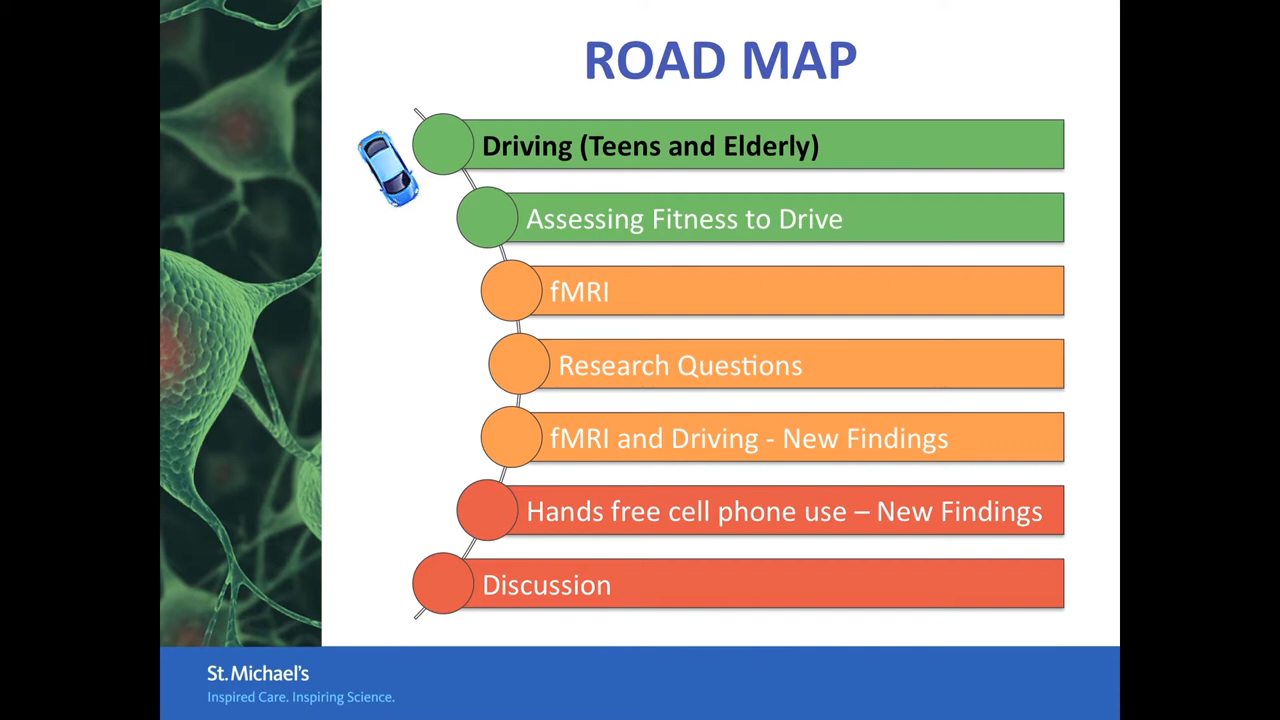 ROAD MAP
Driving (Teens and Elderly)
Assessing Fitness to Drive
fMRI
Research Questions
fMRI and Driving - New Findings
Hands free cell phone use – New Findings
Discussion
St. Michael's
Inspired Care. Inspiring Science.